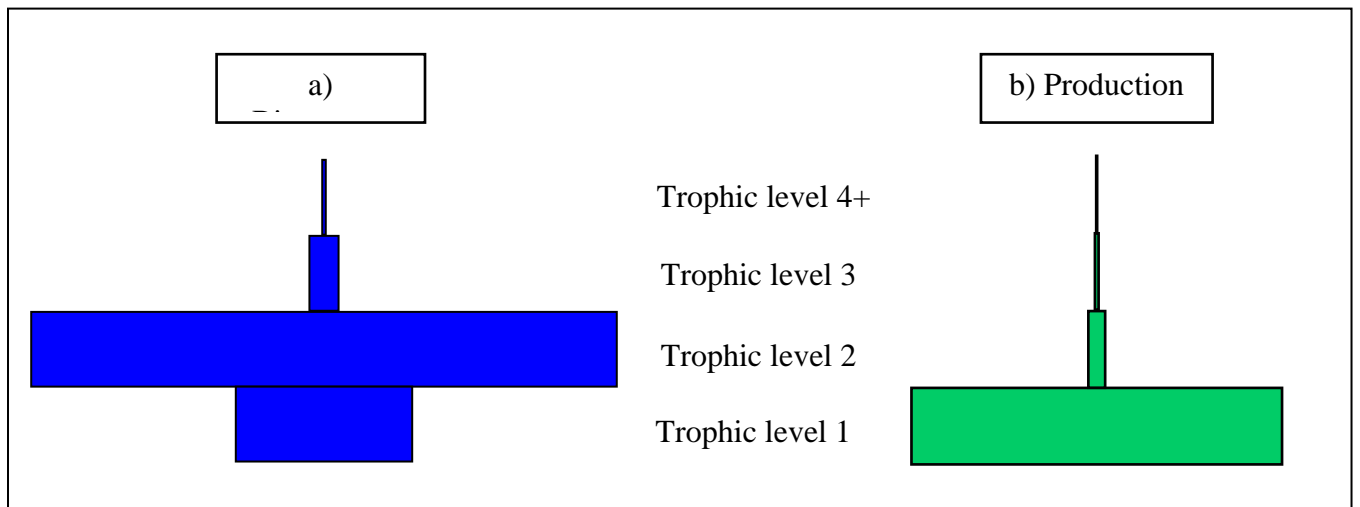 a)
b) Production
Trophic level 4+
Trophic level 3
Trophic level 2
Trophic level 1